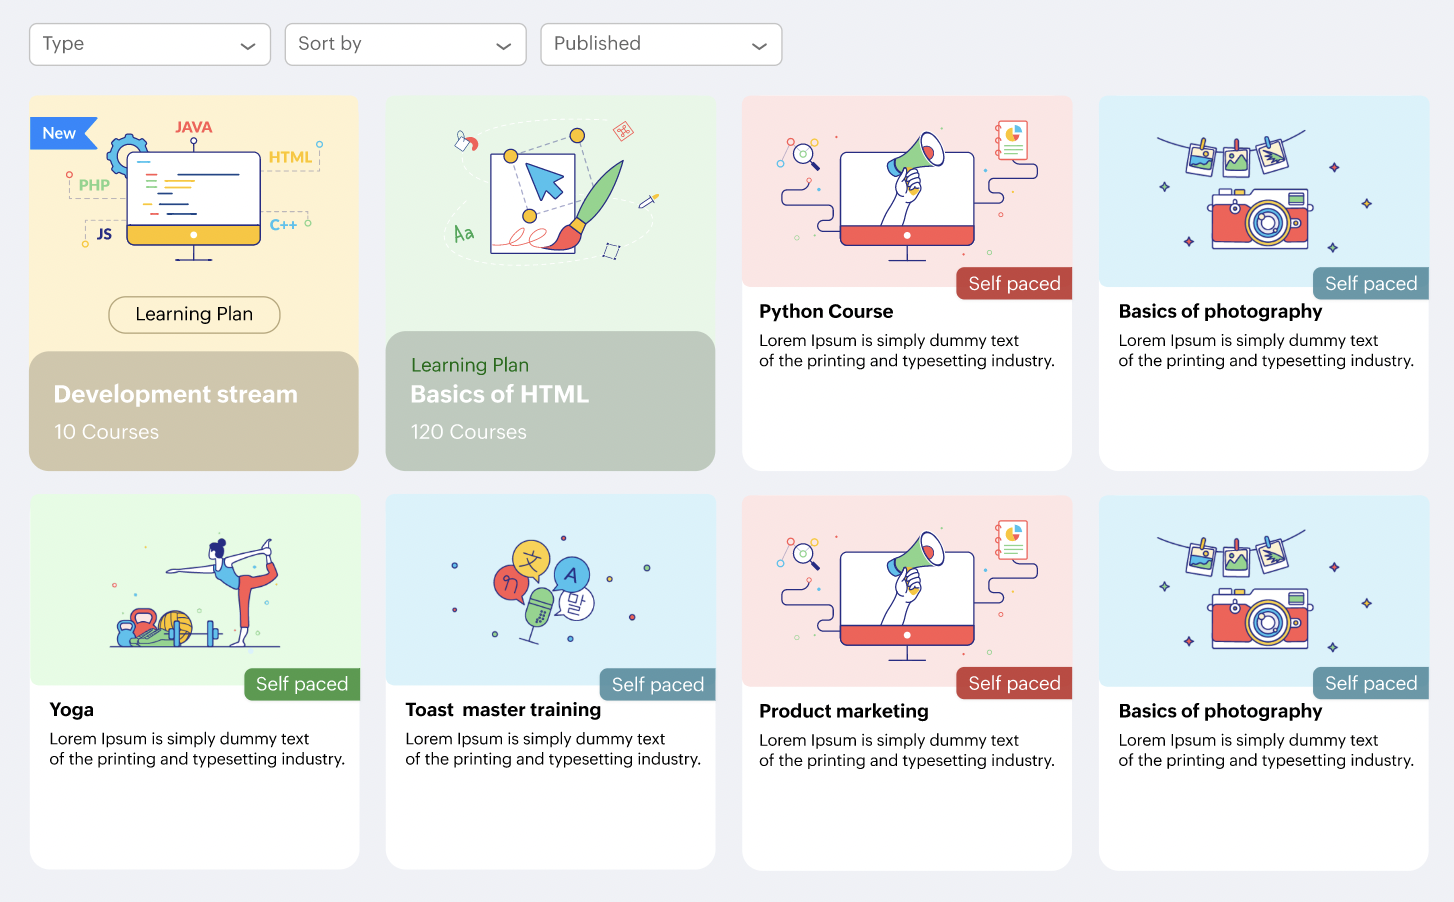 Type
Sort by
Published
New
JAVA
HTML
PHP
JS
C++
Learning Plan
Development stream
10 Courses
Aa
Learning Plan
Basics of HTML
120 Courses
Self paced
Python Course
Lorem Ipsum is simply dummy text
of the printing and typesetting industry.
Self paced
Basics of photography
Lorem Ipsum is simply dummy text
of the printing and typesetting industry.
Self paced
Yoga
Lorem Ipsum is simply dummy text
of the printing and typesetting industry.
文
A
Self paced
Toast  master training
Lorem Ipsum is simply dummy text
of the printing and typesetting industry.
Self paced
Product marketing
Lorem Ipsum is simply dummy text
of the printing and typesetting industry.
Self paced
Basics of photography
Lorem Ipsum is simply dummy text
of the printing and typesetting industry.